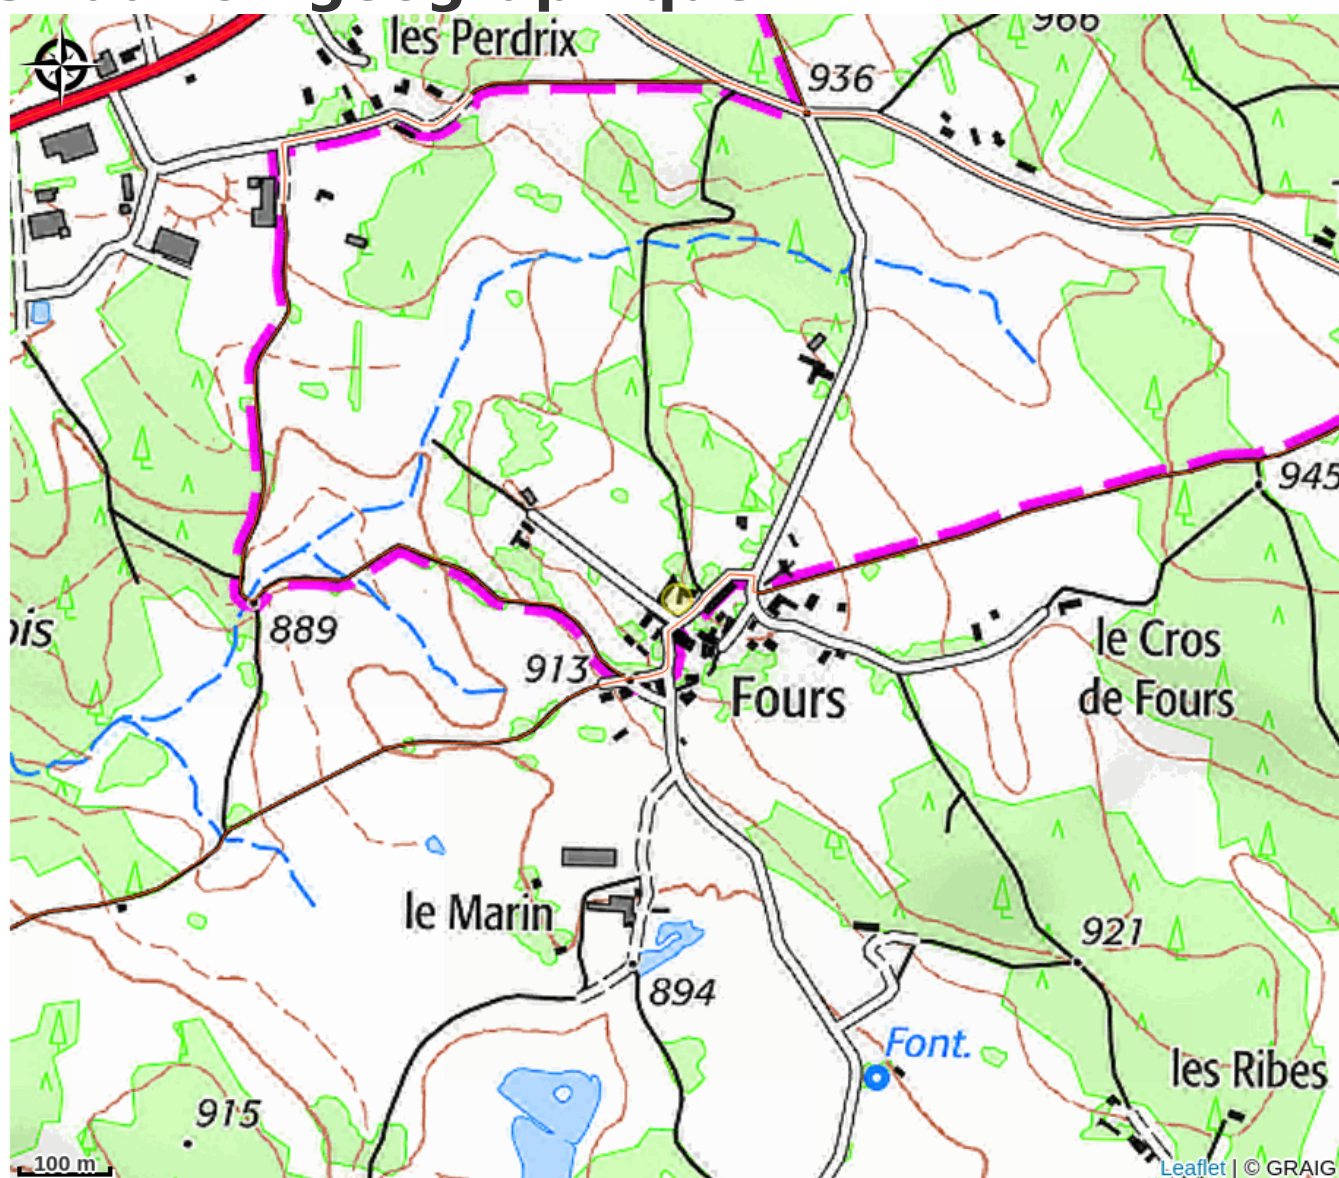 les Perdrix
966
936
945
889
ois
913
le Cros
de Fours
Fours
le Marin
921
894
Font.
les Ribes
915
100 m
Leaflet | © GRAIG